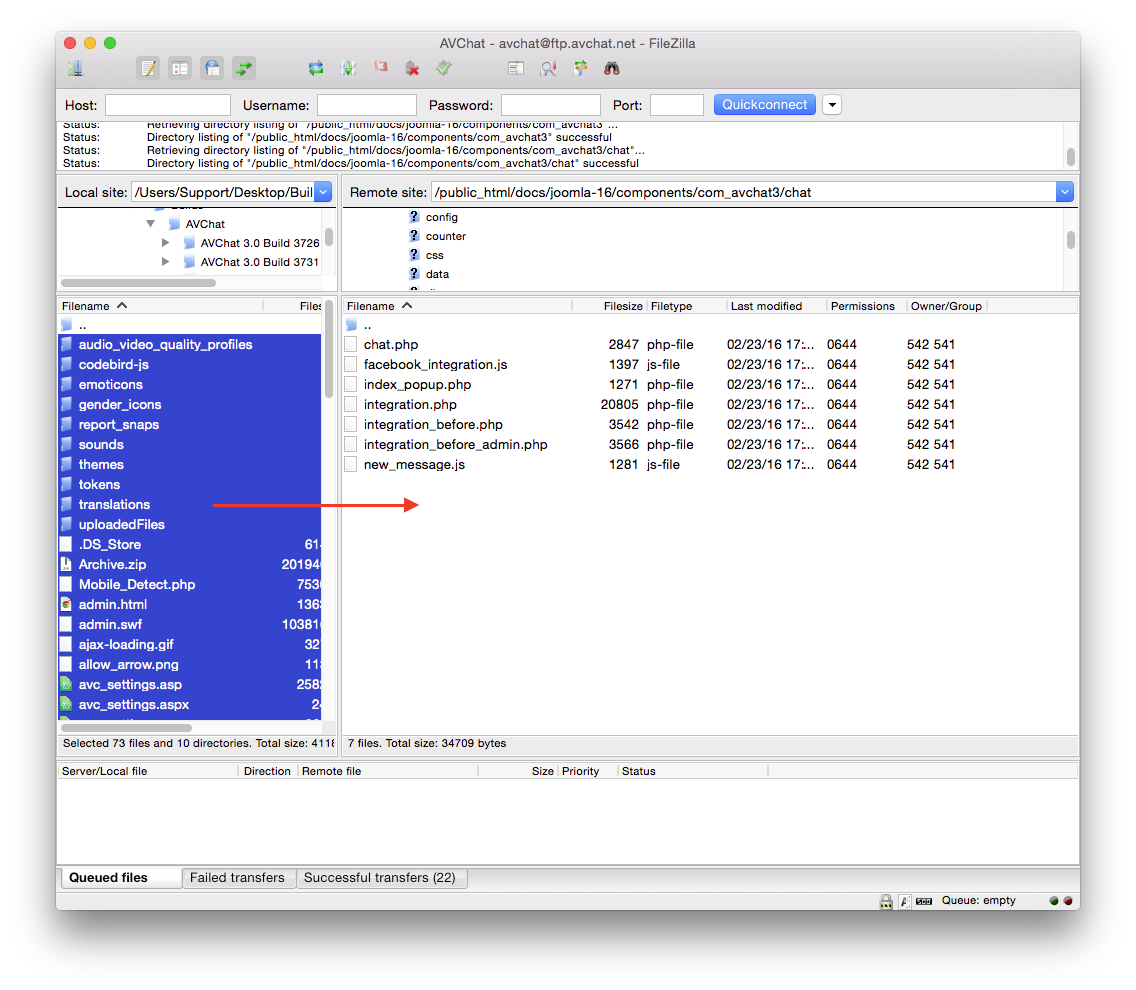 AVChat - avchat@ftp.avchat.net - FileZilla
Host: Username: Password: Port: Quickconnect
Status: Retrieving directory listing of "/public_html/docs/joomla-16/components/com_avchat3"...
Status: Directory listing of "/public_html/docs/joomla-16/components/com_avchat3" successful
Status: Retrieving directory listing of "/public_html/docs/joomla-16/components/com_avchat3/chat"...
Status: Directory listing of "/public_html/docs/joomla-16/components/com_avchat3/chat" successful
Local site: /Users/Support/Desktop/Buil
Builds
AVChat
AVChat 3.0 Build 3726
AVChat 3.0 Build 3731
Remote site: /public_html/docs/joomla-16/components/com_avchat3/chat
config
counter
css
data
Filename Files
..
audio_video_quality_profiles
codebird-js
emoticons
gender_icons
report_snaps
sounds
themes
tokens
translations
uploadedFiles
.DS_Store 614
Archive.zip 201940
Mobile_Detect.php 7530
admin.html 1368
admin.swf 103810
ajax-loading.gif 32
allow_arrow.png 11
avc_settings.asp 2582
avc_settings.aspx 24
Selected 73 files and 10 directories. Total size: 4118
Filename Filesize Filetype Last modified Permissions Owner/Group
..
chat.php 2847 php-file 02/23/16 17:... 0644 542 541
facebook_integration.js 1397 js-file 02/23/16 17:... 0644 542 541
index_popup.php 1271 php-file 02/23/16 17:... 0644 542 541
integration.php 20805 php-file 02/23/16 17:... 0644 542 541
integration_before.php 3542 php-file 02/23/16 17:... 0644 542 541
integration_before_admin.php 3566 php-file 02/23/16 17:... 0644 542 541
new_message.js 1281 js-file 02/23/16 17:... 0644 542 541
7 files. Total size: 34709 bytes
Server/Local file Direction Remote file Size Priority Status
Queued files Failed transfers Successful transfers (22)
Queue: empty